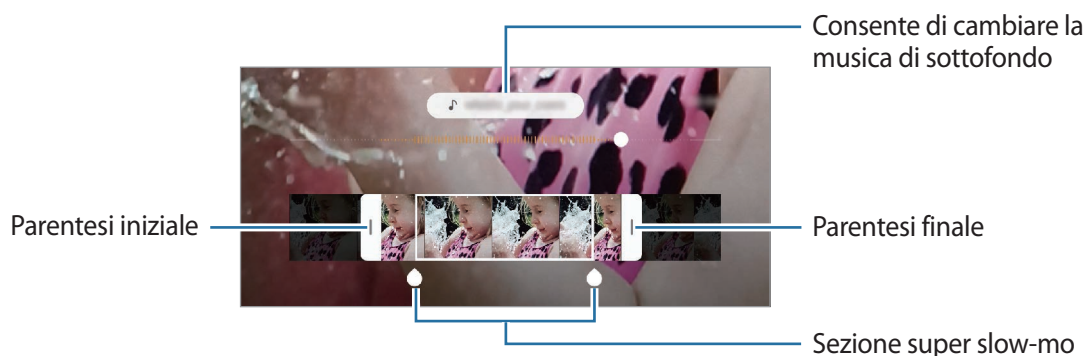 Consente di cambiare la
musica di sottofondo
Parentesi iniziale
Parentesi finale
Sezione super slow-mo